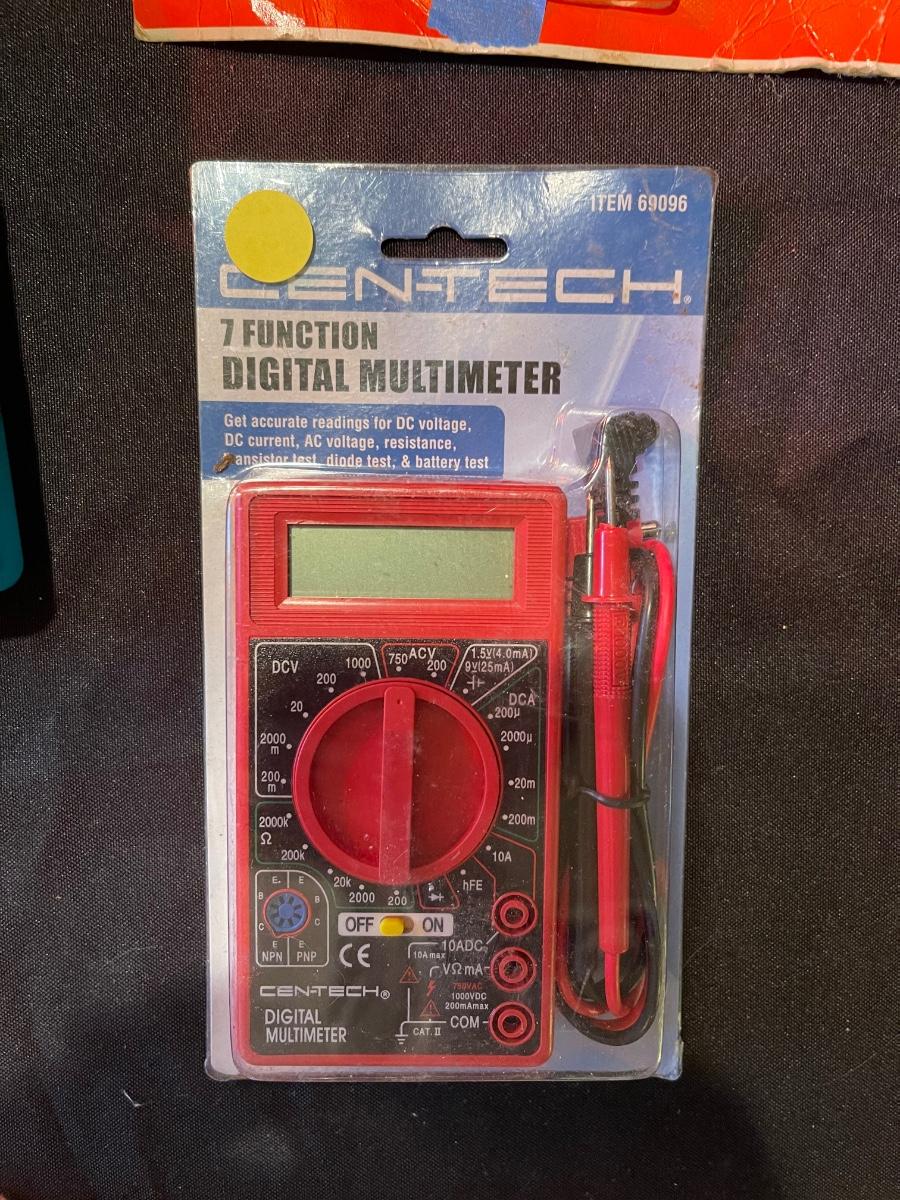 ITEM 69096
CEN-TECH®
7 FUNCTION
DIGITAL MULTIMETER
Get accurate readings for DC voltage,
DC current, AC voltage, resistance,
ansistor test, diode test, & battery test
DCV
1000
200
20
2000
m
200
m
750 ACV 200
1.5V(4.0mA)
9V(25mA)
DCA
200µ
2000µ
20m
200m
10A
hFE
2000k
Ω
200k
20k
2000
200
E E
B B
C C
E E
NPN PNP
OFF ON
CE
10ADC
10A max
VΩmA
750VAC
1000VDC
200mAmax
COM
CAT. II
CEN-TECH®
DIGITAL
MULTIMETER